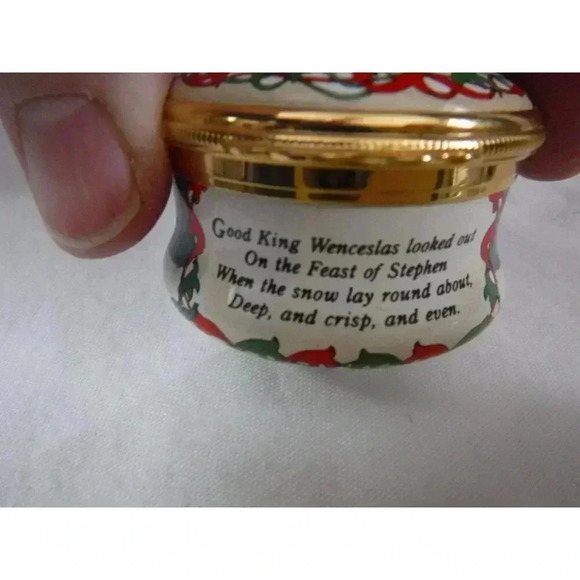 Good King Wenceslas looked out
On the Feast of Stephen
When the snow lay round about,
Deep, and crisp, and even.